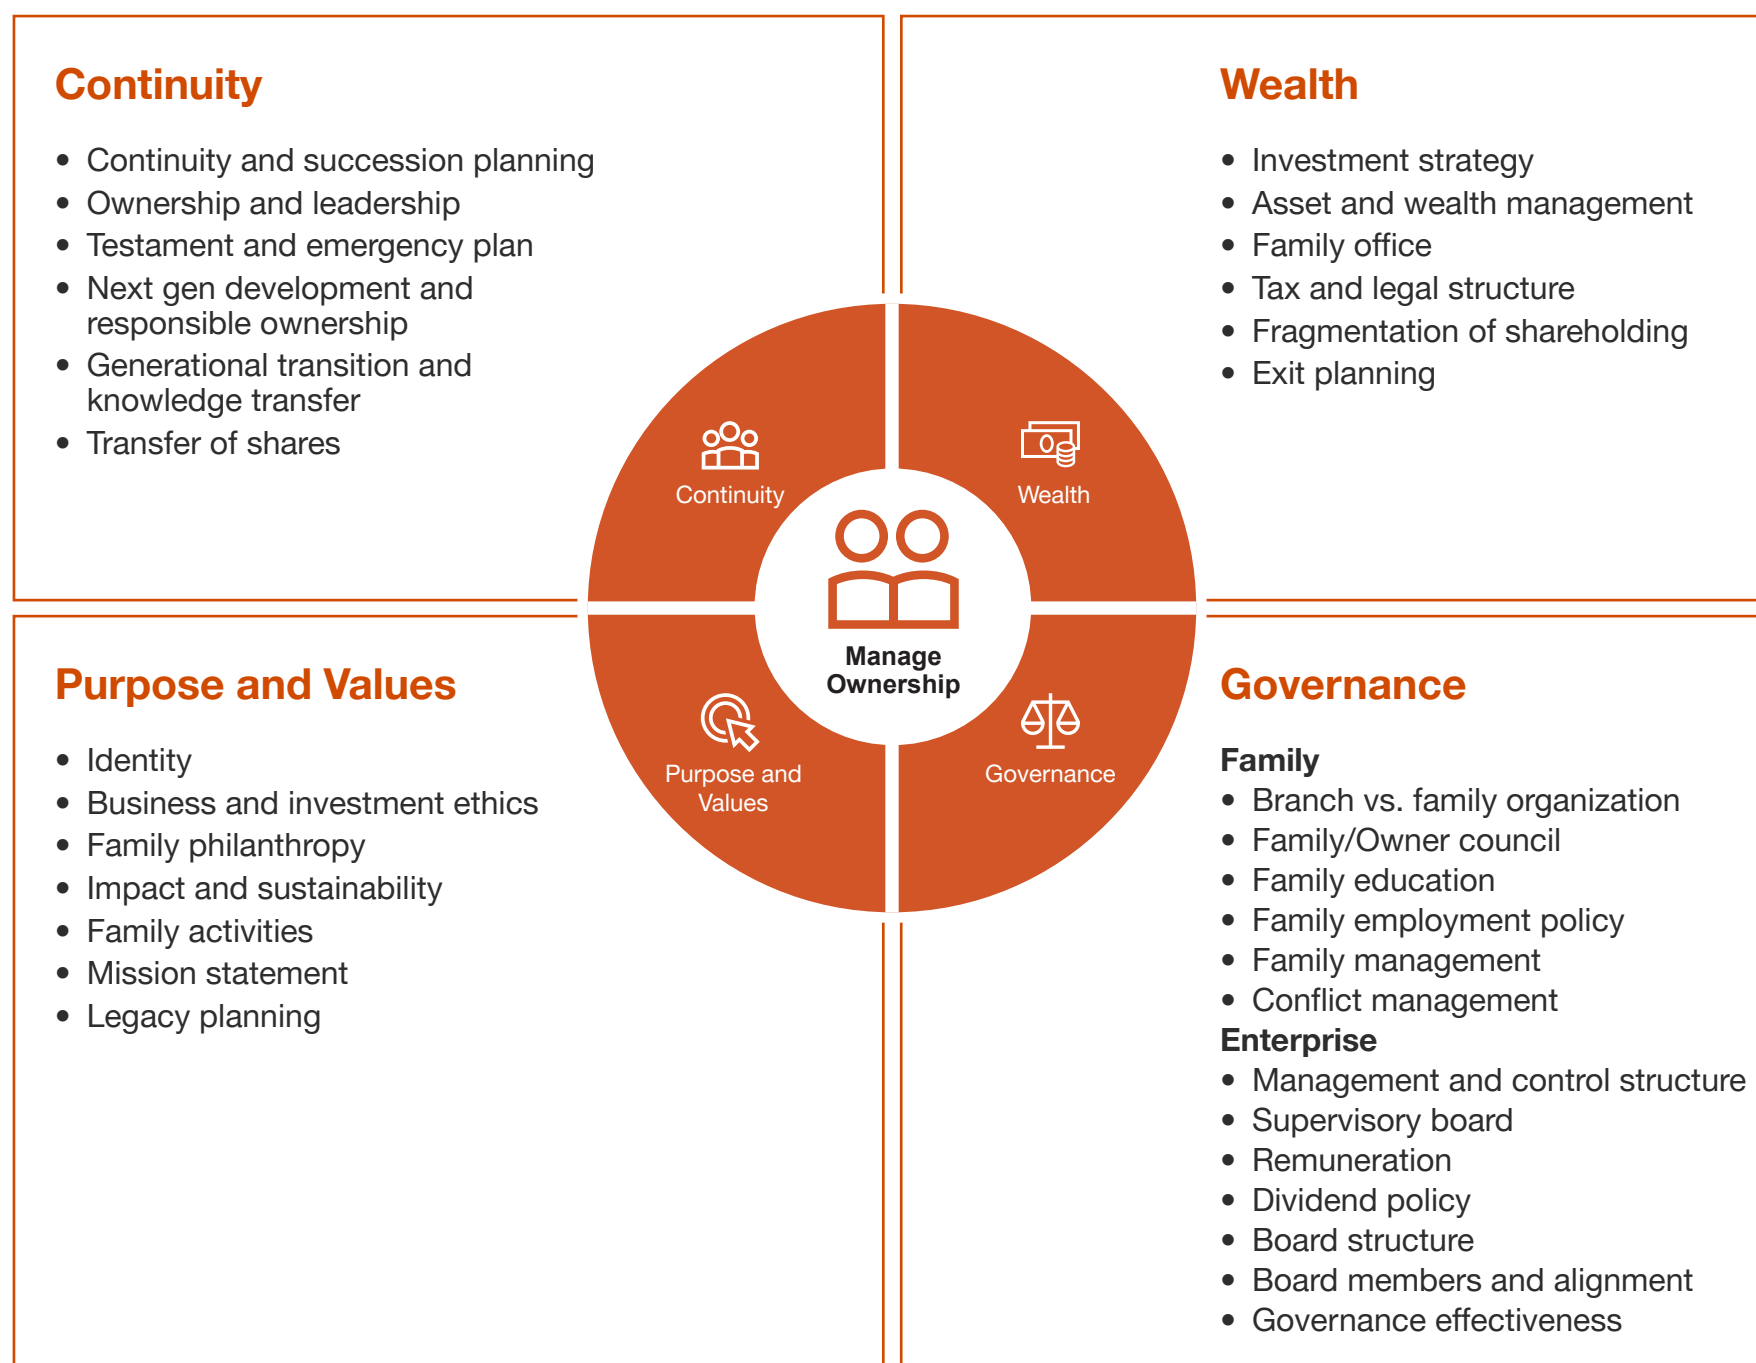 Continuity
• Continuity and succession planning
• Ownership and leadership
• Testament and emergency plan
• Next gen development and
responsible ownership
• Generational transition and
knowledge transfer
• Transfer of shares
Wealth
• Investment strategy
• Asset and wealth management
• Family office
• Tax and legal structure
• Fragmentation of shareholding
• Exit planning
Continuity
Wealth
Manage
Ownership
Purpose and
Values
Governance
Purpose and Values
• Identity
• Business and investment ethics
• Family philanthropy
• Impact and sustainability
• Family activities
• Mission statement
• Legacy planning
Governance
Family
• Branch vs. family organization
• Family/Owner council
• Family education
• Family employment policy
• Family management
• Conflict management
Enterprise
• Management and control structure
• Supervisory board
• Remuneration
• Dividend policy
• Board structure
• Board members and alignment
• Governance effectiveness